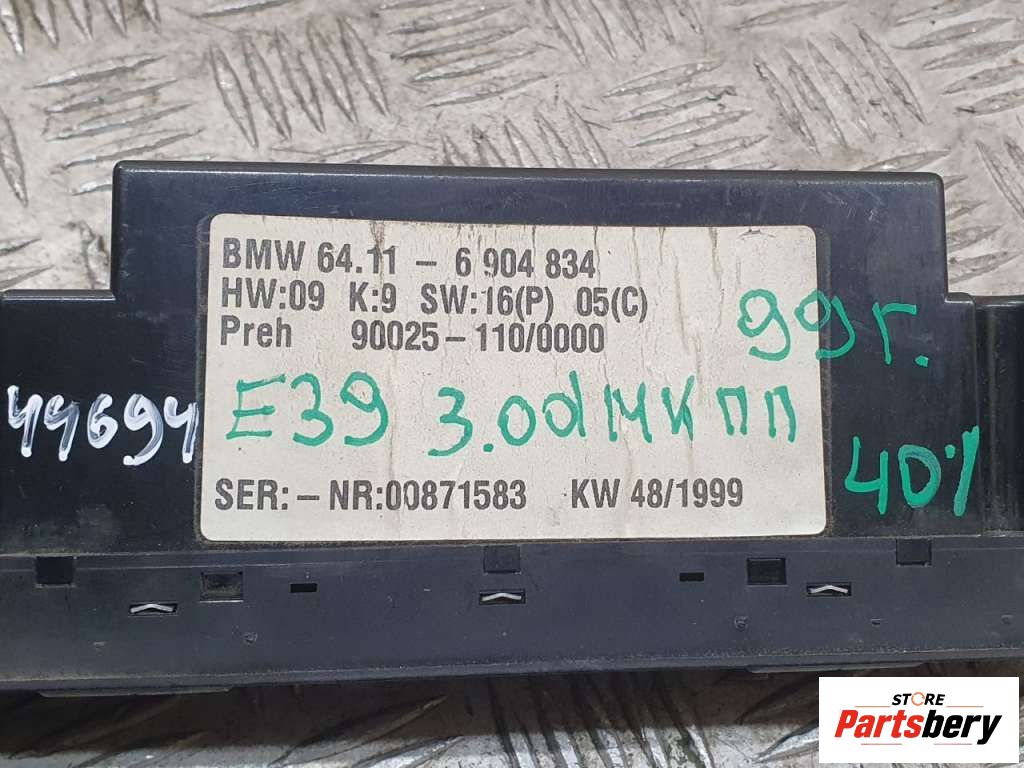 BMW 64.11 - 6 904 834
HW:09 K:9 SW:16(P) 05(C)
Preh 90025-110/0000
99г.
44694
E39 3.0d МКПП
40%
SER:-NR:00871583 KW 48/1999
STORE
Partsbery